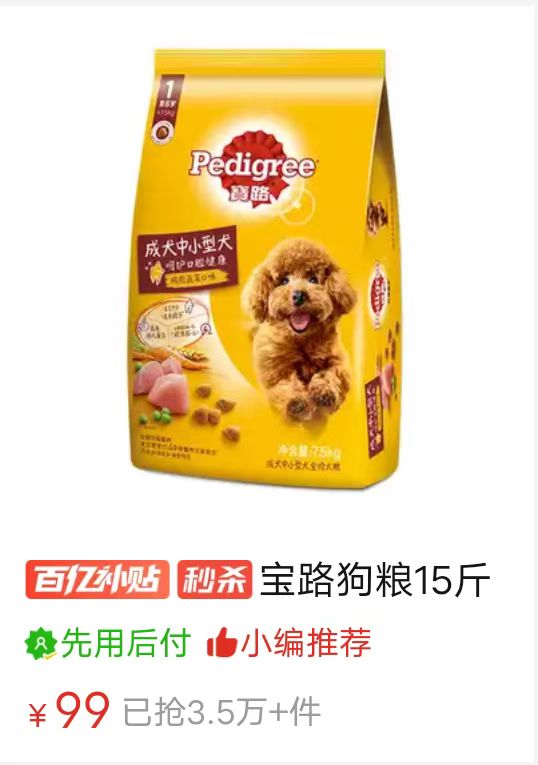 1
Pedigree
寶路
成犬中小型犬
呵护口腔健康
鸡肉蔬菜口味
净含量:7.5kg
成犬中小型犬全价犬粮
百亿补贴 秒杀 宝路狗粮15斤
先用后付 小编推荐
¥99 已抢3.5万+件